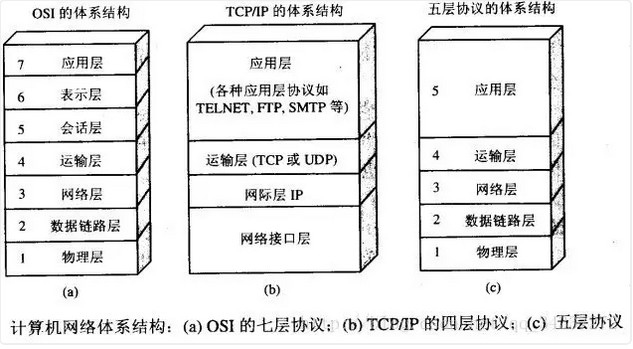 OSI 的体系结构
TCP/IP 的体系结构
五层协议的体系结构
7 应用层
6 表示层
5 会话层
4 运输层
3 网络层
2 数据链路层
1 物理层
(a)
应用层
(各种应用层协议如
TELNET, FTP, SMTP 等)
运输层 (TCP 或 UDP)
网际层 IP
网络接口层
(b)
5 应用层
4 运输层
3 网络层
2 数据链路层
1 物理层
(c)
计算机网络体系结构：(a) OSI 的七层协议；(b) TCP/IP 的四层协议；(c) 五层协议